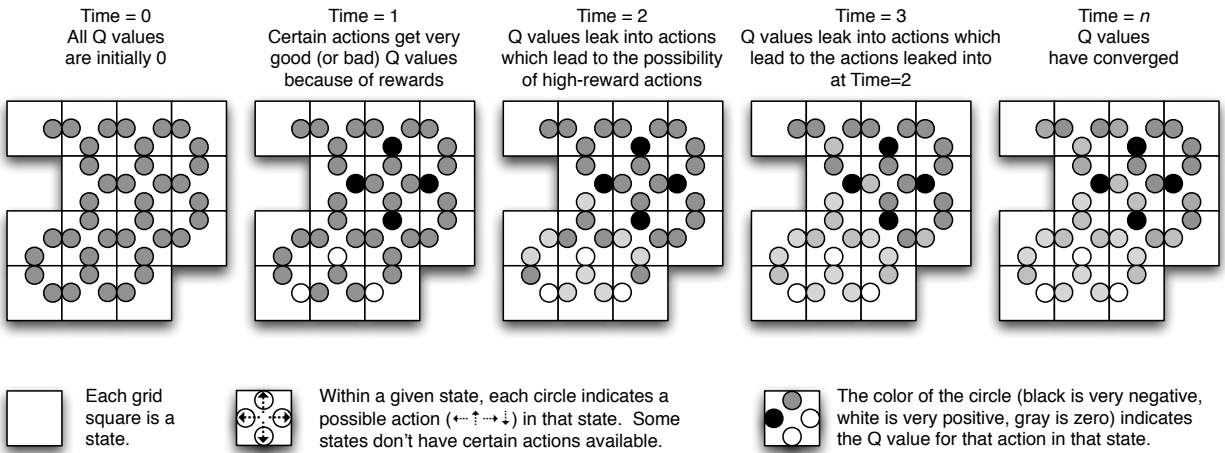 Time = 0
All Q values
are initially 0
Time = 1
Certain actions get very
good (or bad) Q values
because of rewards
Time = 2
Q values leak into actions
which lead to the possibility
of high-reward actions
Time = 3
Q values leak into actions which
lead to the actions leaked into
at Time=2
Time = n
Q values
have converged
Each grid
square is a
state.
Within a given state, each circle indicates a
possible action (←↑→↓) in that state. Some
states don't have certain actions available.
The color of the circle (black is very negative,
white is very positive, gray is zero) indicates
the Q value for that action in that state.